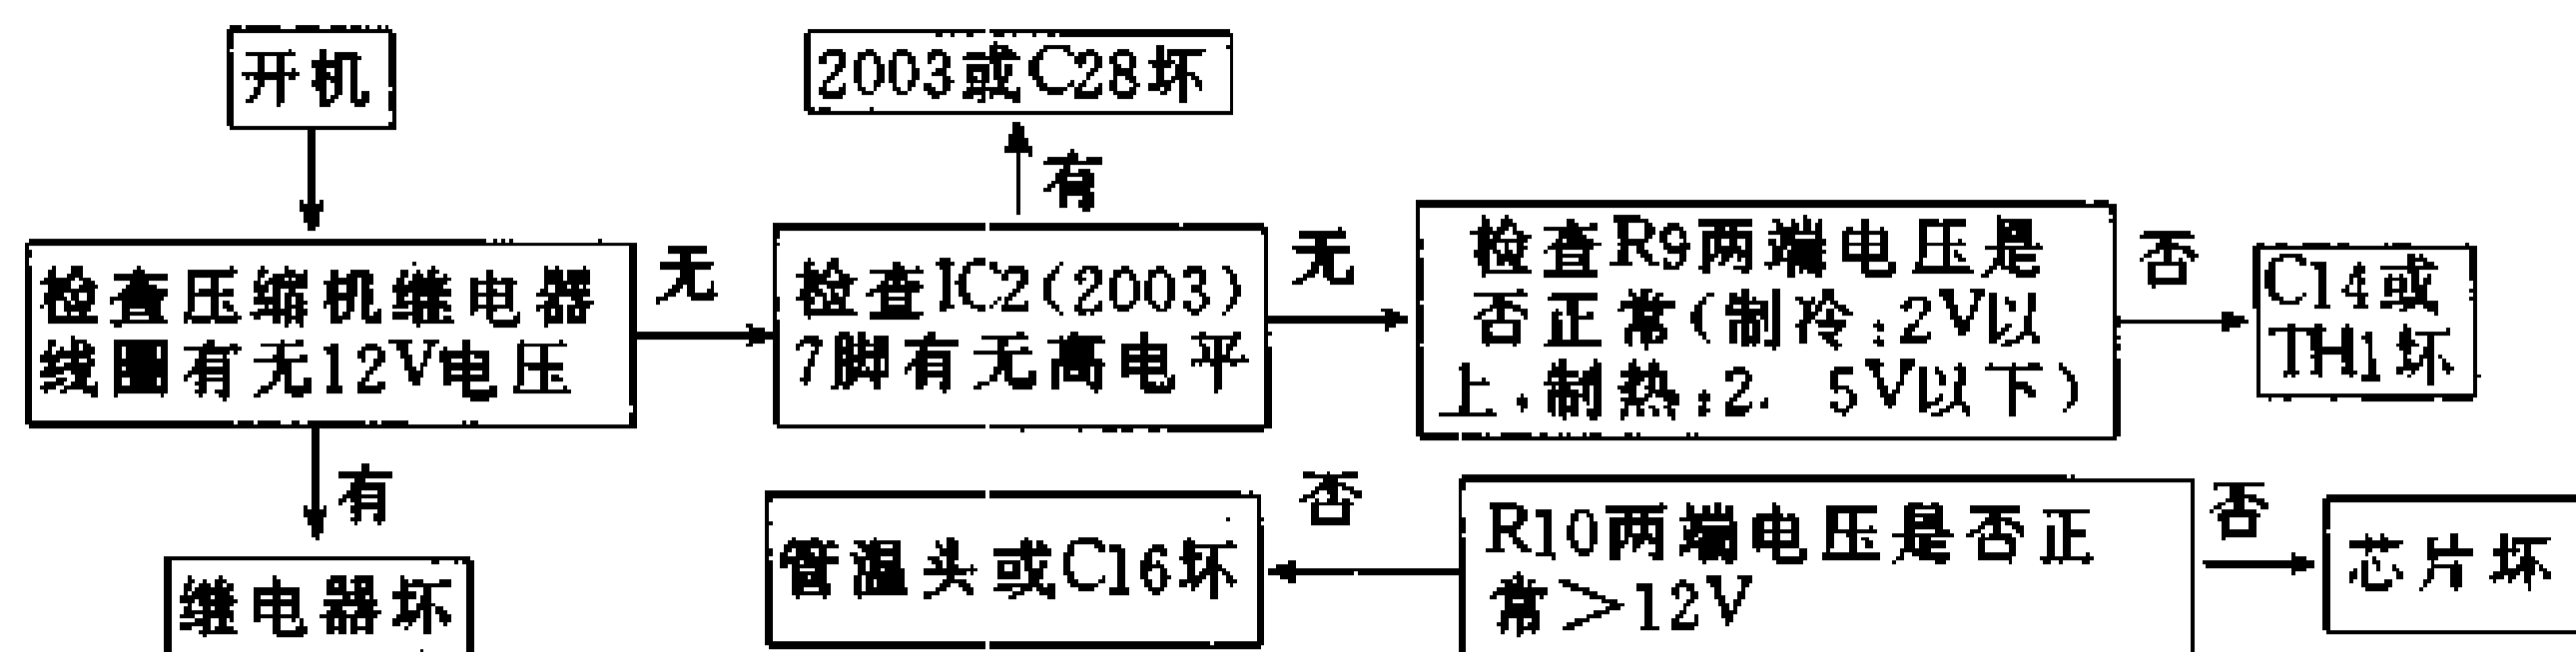 开机
2003或C28坏
有
检查压缩机继电器
线圈有无12V电压
无
检查IC2(2003)
7脚有无高电平
无
检查R9两端电压是
否正常(制冷:2V以
上.制热:2. 5V以下)
否
C14或
TH1坏
有
继电器坏
管温头或C16坏
否
R10两端电压是否正
常>12V
否
芯片坏